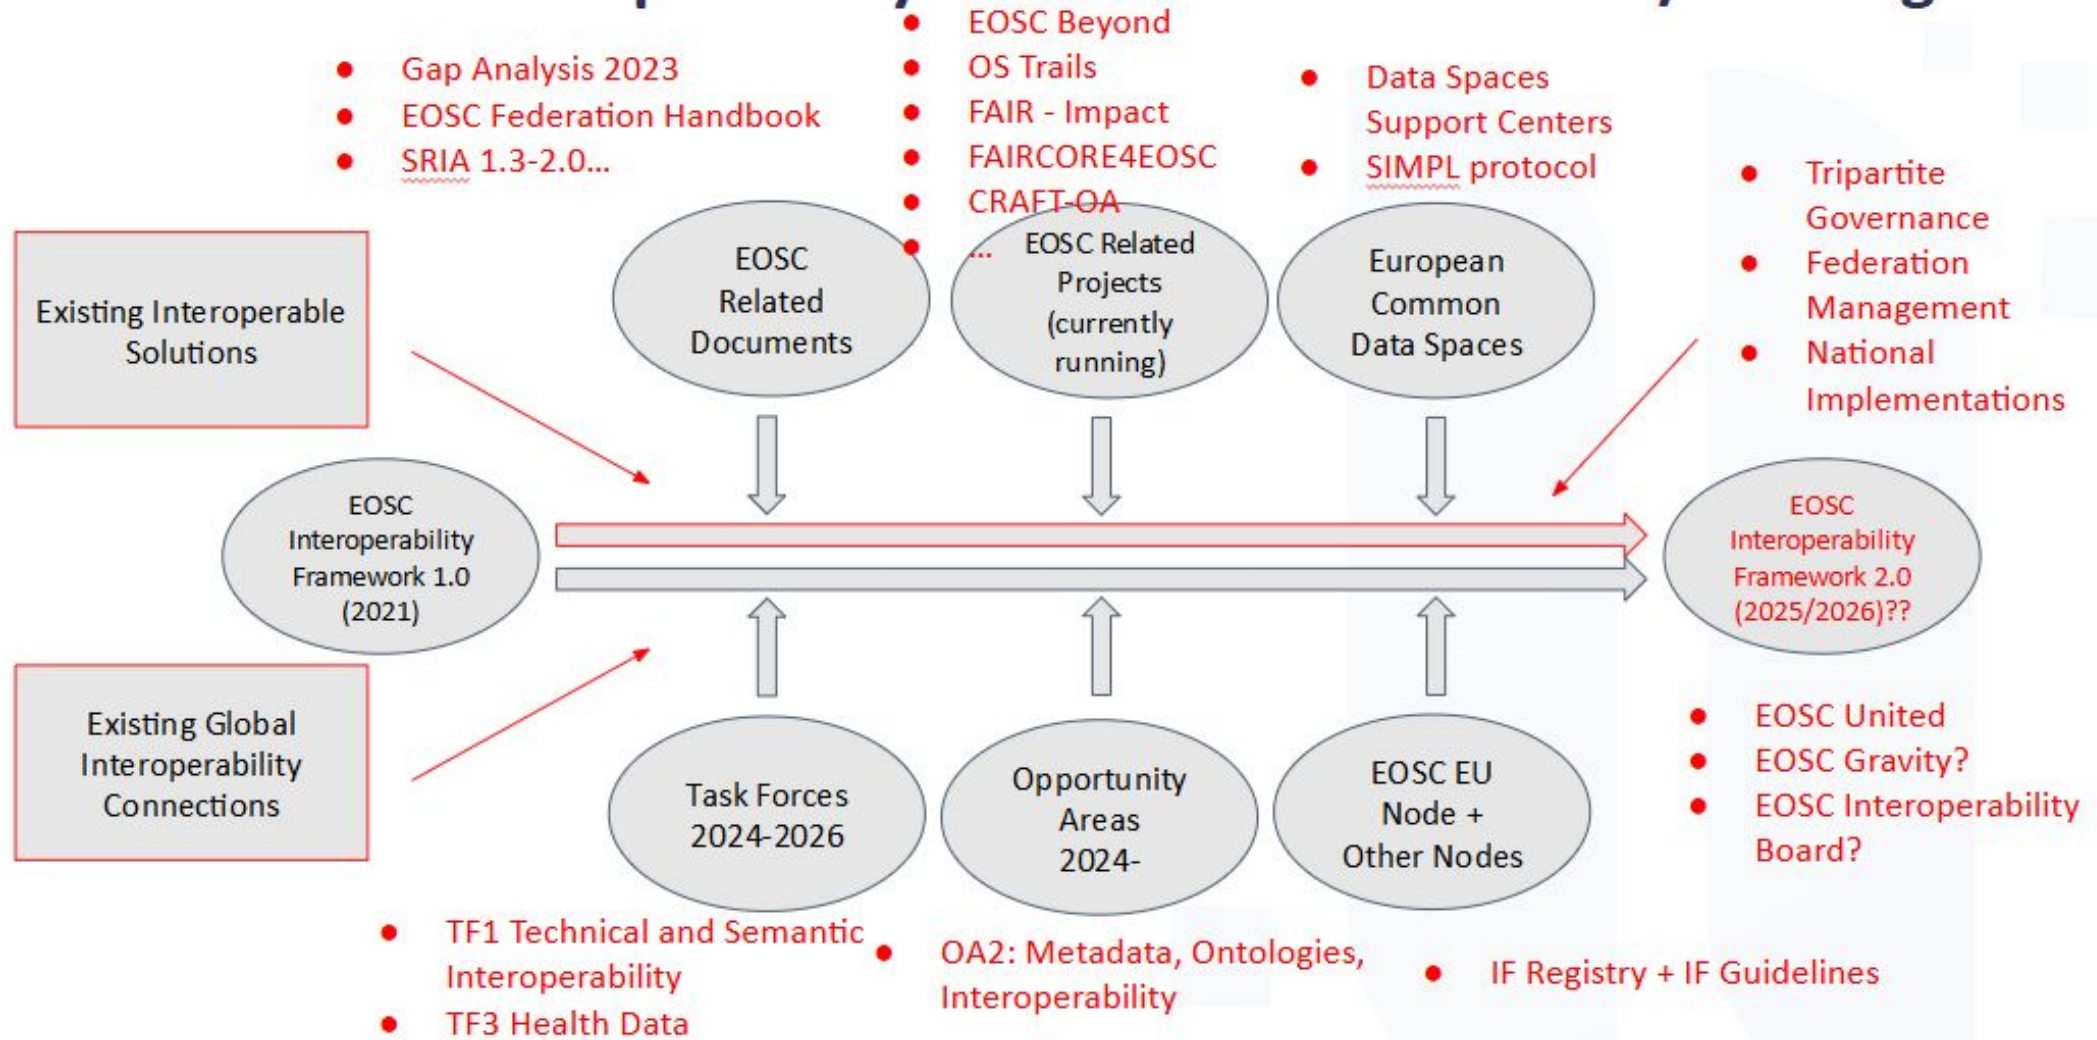 • Gap Analysis 2023
• EOSC Federation Handbook
• SRIA 1.3-2.0...
• EOSC Beyond
• OS Trails
• FAIR - Impact
• FAIRCORE4EOSC
• CRAFT-OA
• ...
• Data Spaces
Support Centers
• SIMPL protocol
• Tripartite
Governance
• Federation
Management
• National
Implementations
Existing Interoperable
Solutions
EOSC
Related
Documents
EOSC Related
Projects
(currently
running)
European
Common
Data Spaces
EOSC
Interoperability
Framework 1.0
(2021)
EOSC
Interoperability
Framework 2.0
(2025/2026)??
Existing Global
Interoperability
Connections
Task Forces
2024-2026
Opportunity
Areas
2024-
EOSC EU
Node +
Other Nodes
• EOSC United
• EOSC Gravity?
• EOSC Interoperability
Board?
• TF1 Technical and Semantic
Interoperability
• TF3 Health Data
• OA2: Metadata, Ontologies,
Interoperability
• IF Registry + IF Guidelines